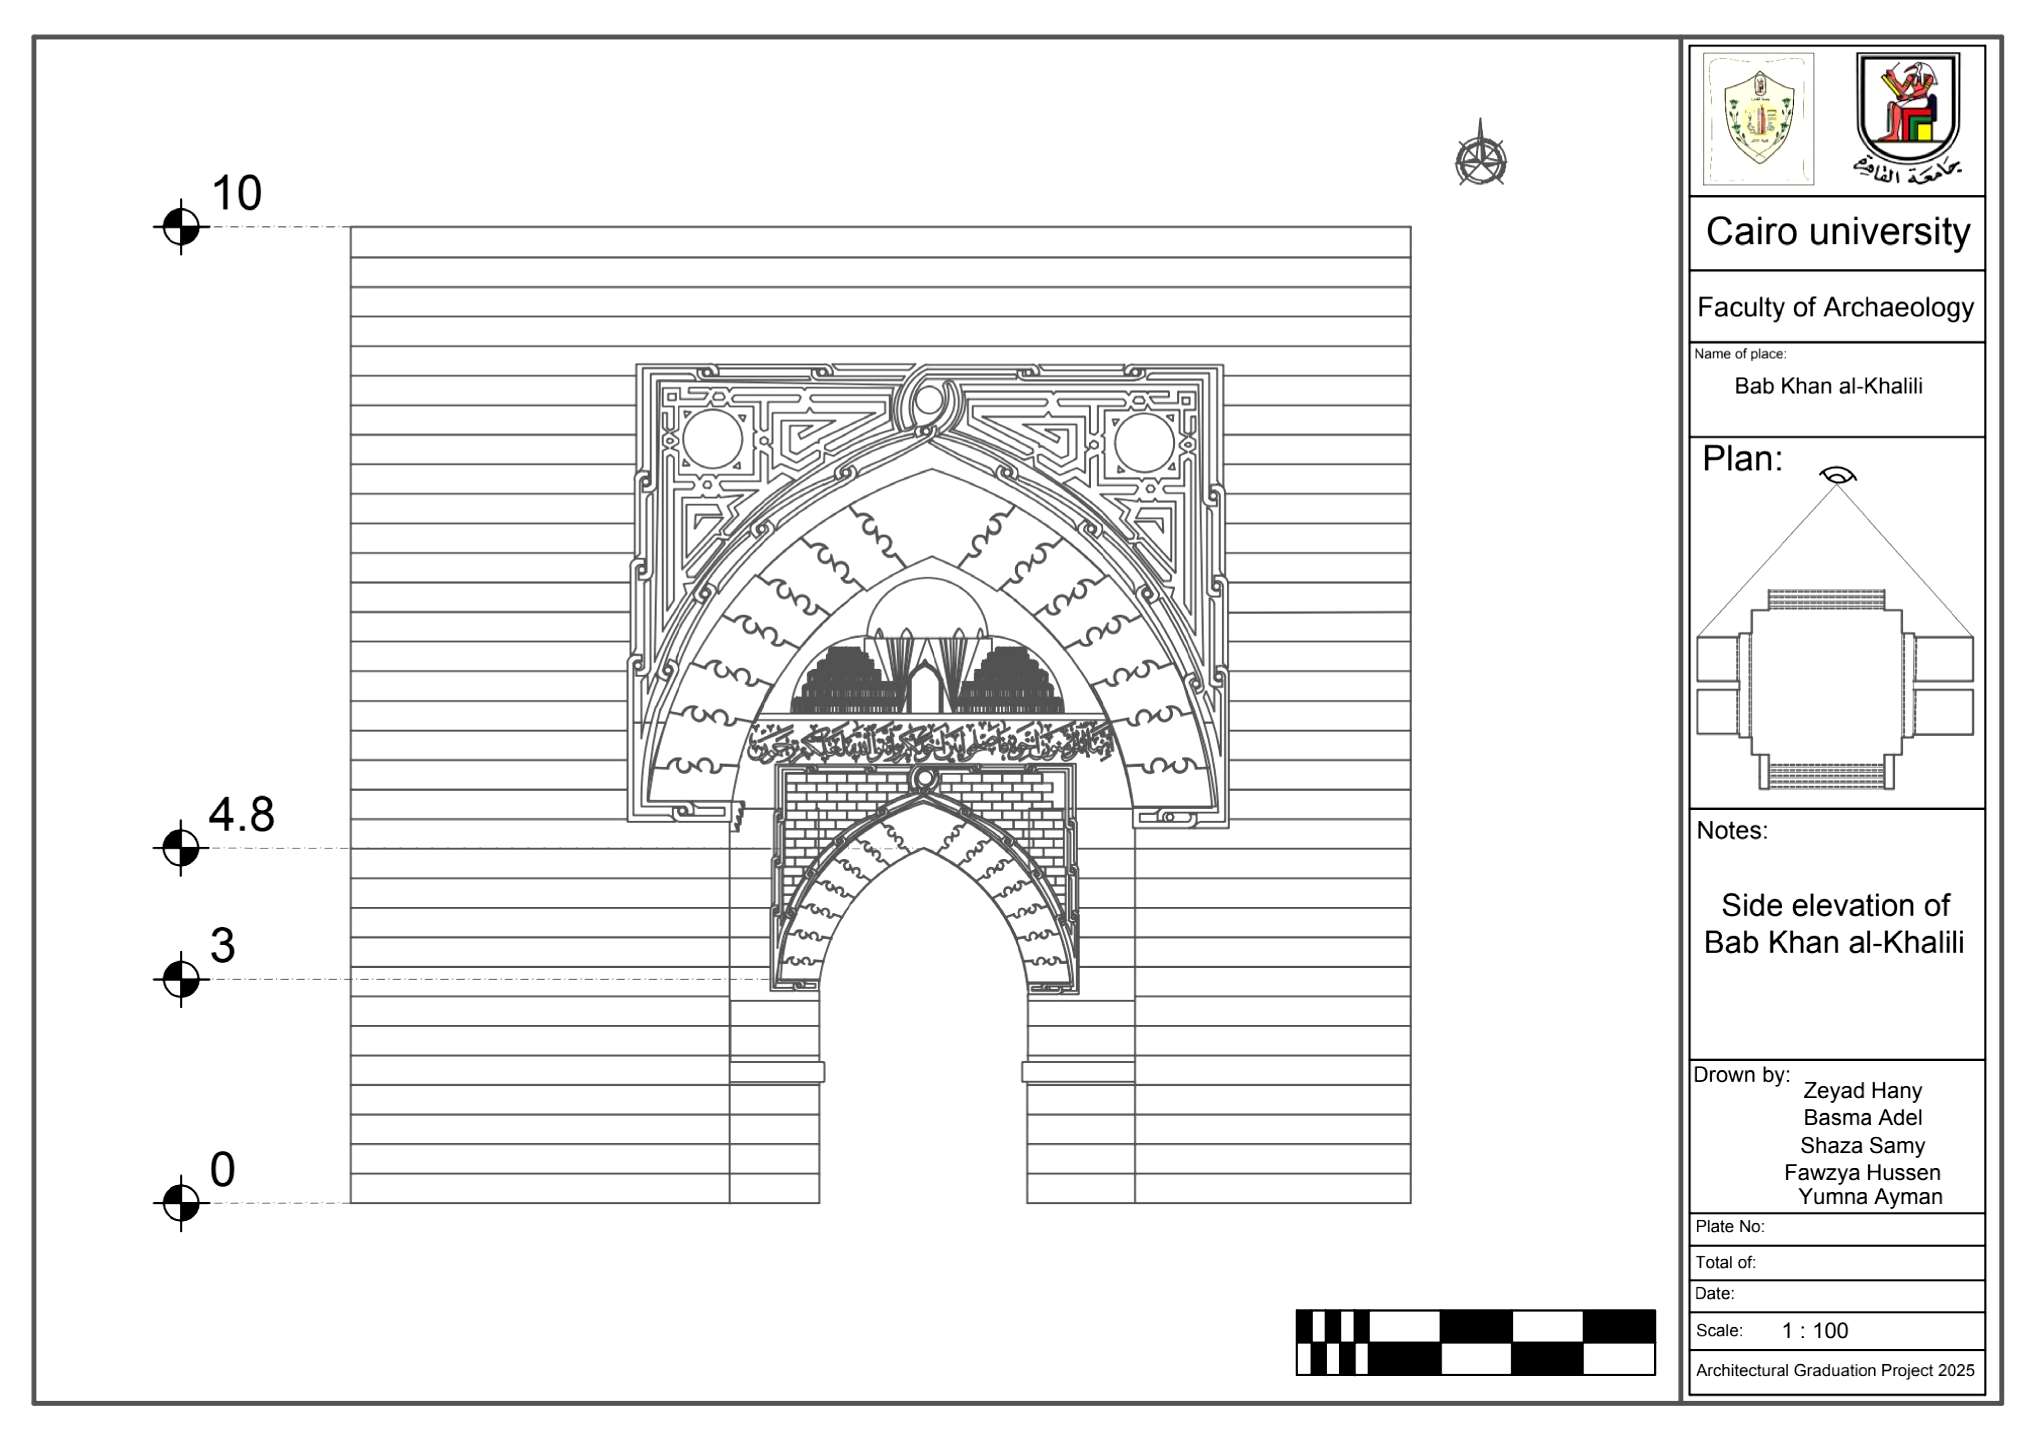 10
4.8
3
0
جامعة القاهرة
Cairo university
Faculty of Archaeology
Name of place:
Bab Khan al-Khalili
Plan:
Notes:
Side elevation of
Bab Khan al-Khalili
Drown by:
Zeyad Hany
Basma Adel
Shaza Samy
Fawzya Hussen
Yumna Ayman
Plate No:
Total of:
Date:
Scale: 1 : 100
Architectural Graduation Project 2025